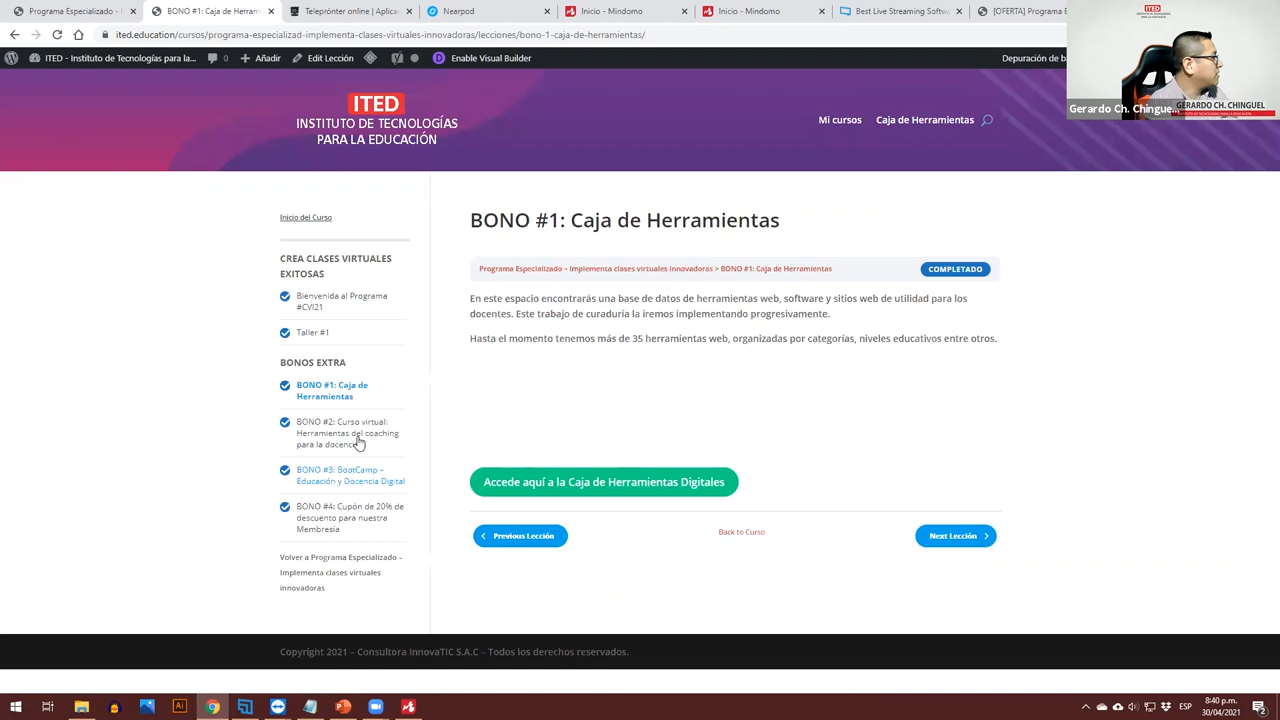 Programa Especializado - I
BONO #1: Caja de Herram
Teleprónter online | Aplicac
Nearpod
Inicio - Mindomo
Inicio - Mindomo
Best Live Streaming Softwa
[OFERTA] Programa E
ited.education/cursos/programa-especializad-implementa-clases-virtuales-innovadoras/lecciones/bono-1-caja-de-herramientas/
ITED - Instituto de Tecnologías para la...
0
Añadir
Edit Lección
Enable Visual Builder
Depuración de b
ITED
INSTITUTO DE TECNOLOGÍAS
PARA LA EDUCACIÓN
Mi cursos
Caja de Herramientas
ITED
Gerardo Ch. Chingue...
GERARDO CH. CHINGUEL
Inicio del Curso
CREA CLASES VIRTUALES
EXITOSAS
Bienvenida al Programa
#CVI21
Taller #1
BONOS EXTRA
BONO #1: Caja de
Herramientas
BONO #2: Curso virtual:
Herramientas del coaching
para la docencia
BONO #3: BootCamp –
Educación y Docencia Digital
BONO #4: Cupón de 20% de
descuento para nuestra
Membresía
Volver a Programa Especializado –
Implementa clases virtuales
innovadoras
BONO #1: Caja de Herramientas
Programa Especializado – Implementa clases virtuales innovadoras > BONO #1: Caja de Herramientas
COMPLETADO
En este espacio encontrarás una base de datos de herramientas web, software y sitios web de utilidad para los
docentes. Este trabajo de curaduría la iremos implementando progresivamente.
Hasta el momento tenemos más de 35 herramientas web, organizadas por categorías, niveles educativos entre otros.
Accede aquí a la Caja de Herramientas Digitales
Previous Lección
Back to Curso
Next Lección
Copyright 2021 – Consultora InnovaTIC S.A.C – Todos los derechos reservados.
ESP
8:40 p.m.
30/04/2021
2